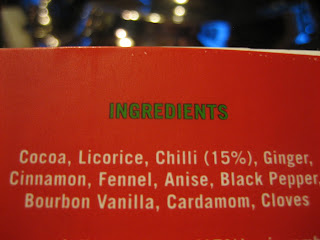 INGREDIENTS
Cocoa, Licorice, Chilli (15%), Ginger,
Cinnamon, Fennel, Anise, Black Pepper,
Bourbon Vanilla, Cardamom, Cloves